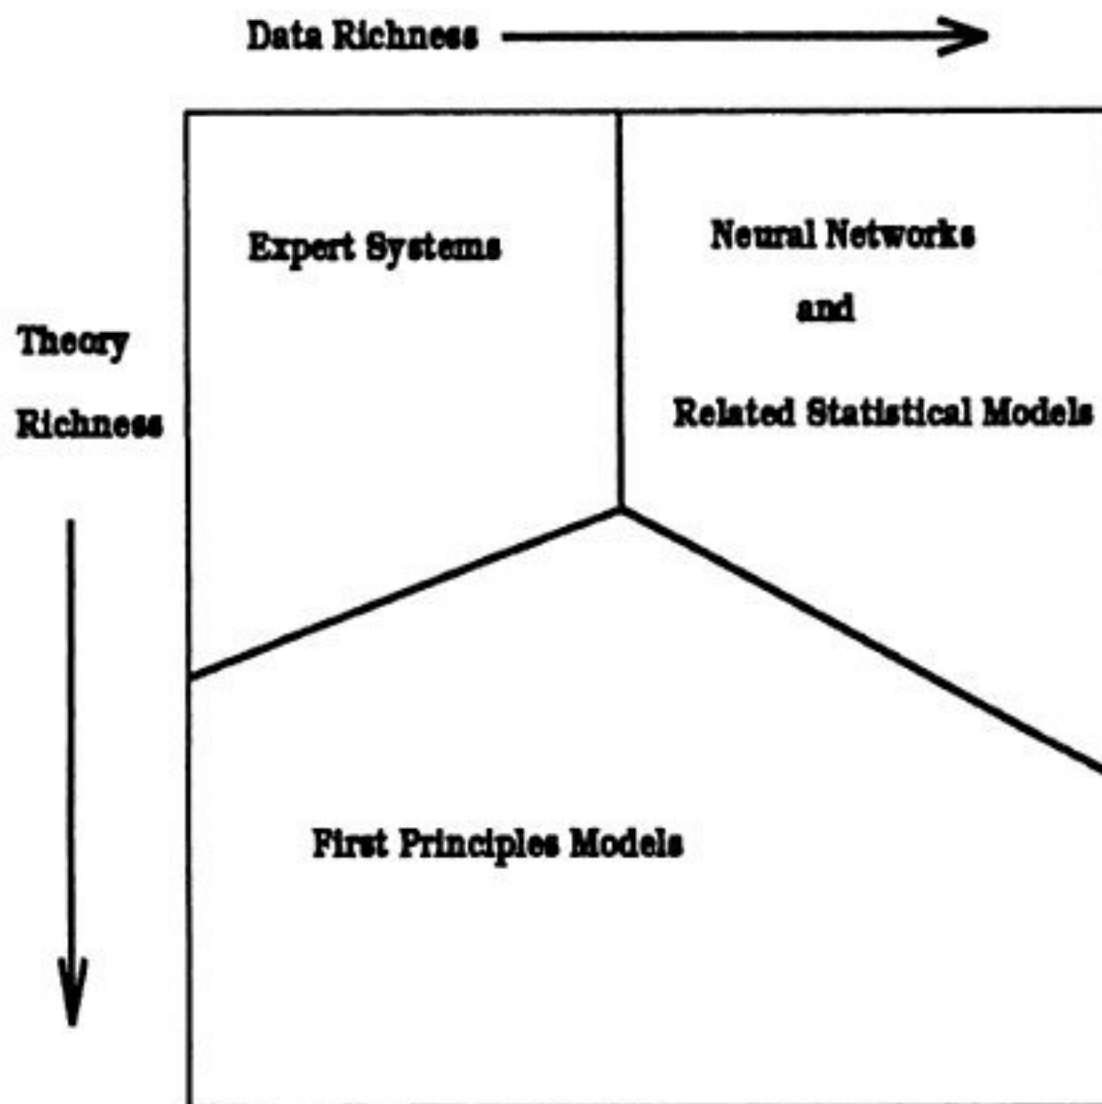 Data Richness
Expert Systems
Neural Networks
and
Related Statistical Models
Theory
Richness
First Principles Models